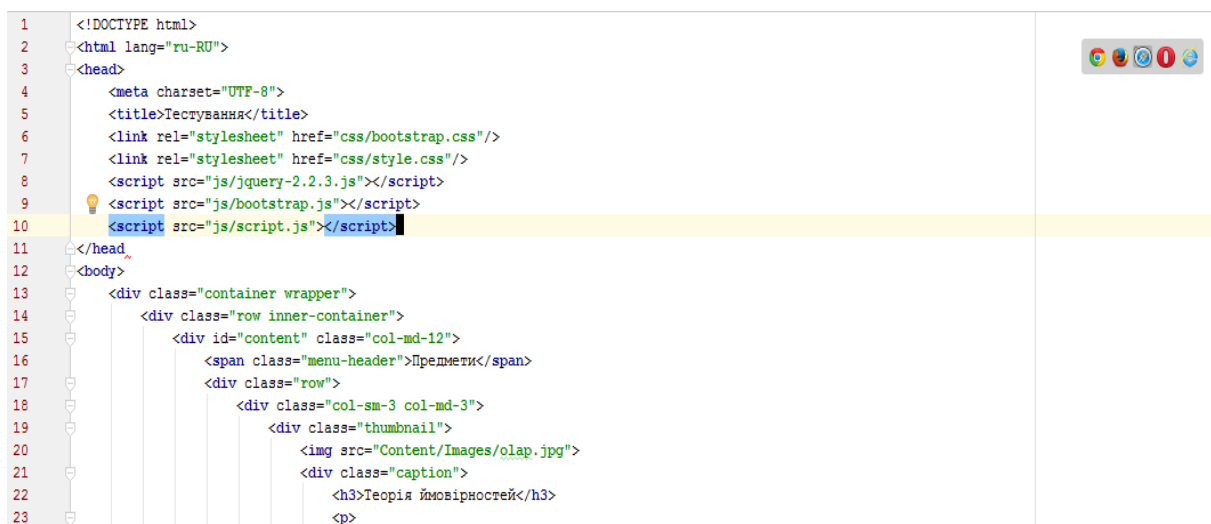 1 <!DOCTYPE html>
2 <html lang="ru-RU">
3 <head>
4 <meta charset="UTF-8">
5 <title>Тестування</title>
6 <link rel="stylesheet" href="css/bootstrap.css"/>
7 <link rel="stylesheet" href="css/style.css"/>
8 <script src="js/jquery-2.2.3.js"></script>
9 <script src="js/bootstrap.js"></script>
10 <script src="js/script.js"></script>
11 </head
12 <body>
13 <div class="container wrapper">
14 <div class="row inner-container">
15 <div id="content" class="col-md-12">
16 <span class="menu-header">Предмети</span>
17 <div class="row">
18 <div class="col-sm-3 col-md-3">
19 <div class="thumbnail">
20 <img src="Content/Images/olap.jpg">
21 <div class="caption">
22 <h3>Теорія ймовірностей</h3>
23 <p>